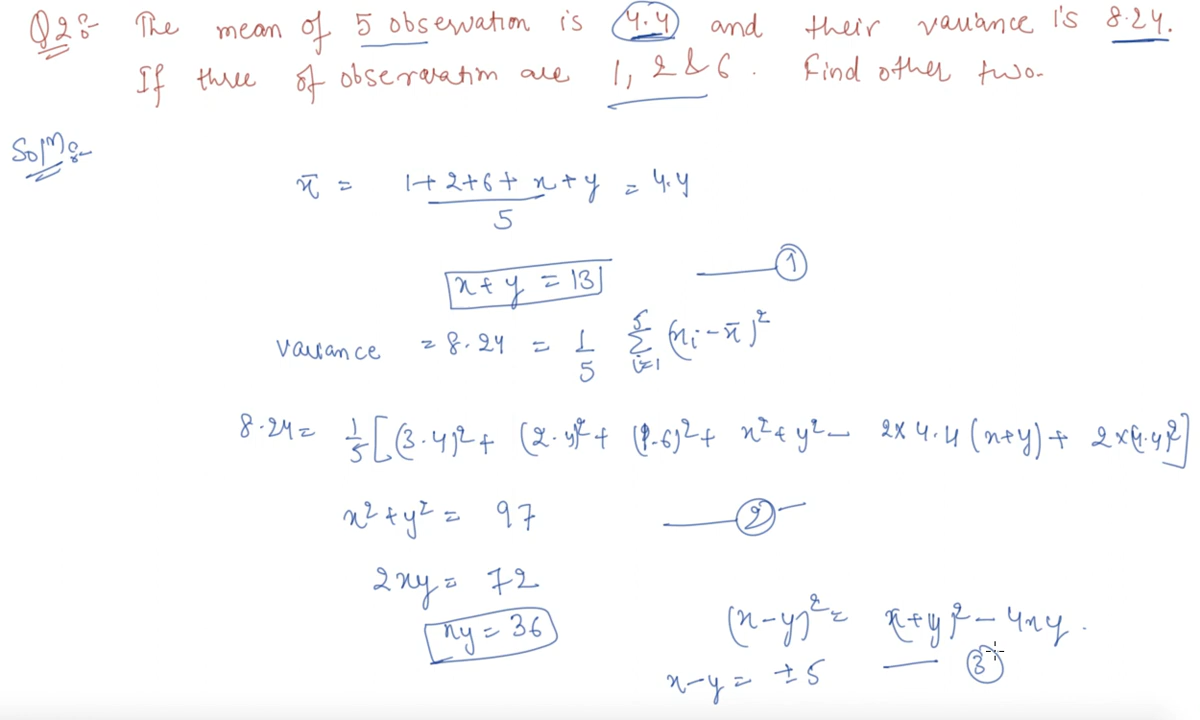 Q2:- The mean of 5 observation is 4.4 and their variance is 8.24.
If three of observation are 1, 2 & 6. Find other two.
Soln:-
x̄ = (1+2+6+x+y)/5 = 4.4
x+y = 13 —— ①
variance = 8.24 = 1/5 Σ_{i=1}^{5} (xi - x̄)²
8.24 = 1/5 [(3.4)² + (2.4)² + (1.6)² + x² + y² - 2×4.4(x+y) + 2×(4.4)²]
x² + y² = 97 —— ②
2xy = 72
xy = 36
(x-y)² = (x+y)² - 4xy.
x-y = ±5 —— ③